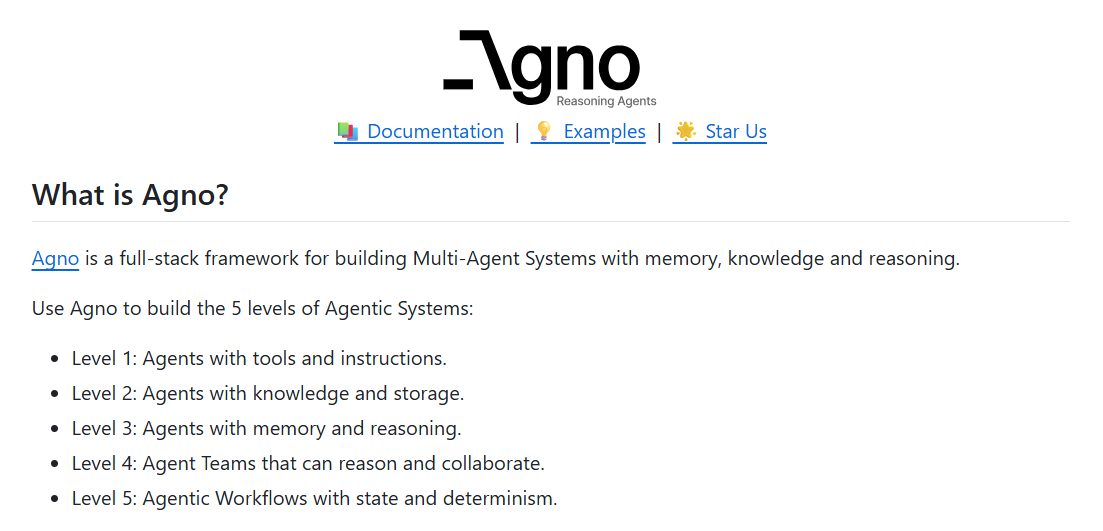 Agno
Reasoning Agents
Documentation | Examples | Star Us
What is Agno?
Agno is a full-stack framework for building Multi-Agent Systems with memory, knowledge and reasoning.
Use Agno to build the 5 levels of Agentic Systems:
• Level 1: Agents with tools and instructions.
• Level 2: Agents with knowledge and storage.
• Level 3: Agents with memory and reasoning.
• Level 4: Agent Teams that can reason and collaborate.
• Level 5: Agentic Workflows with state and determinism.